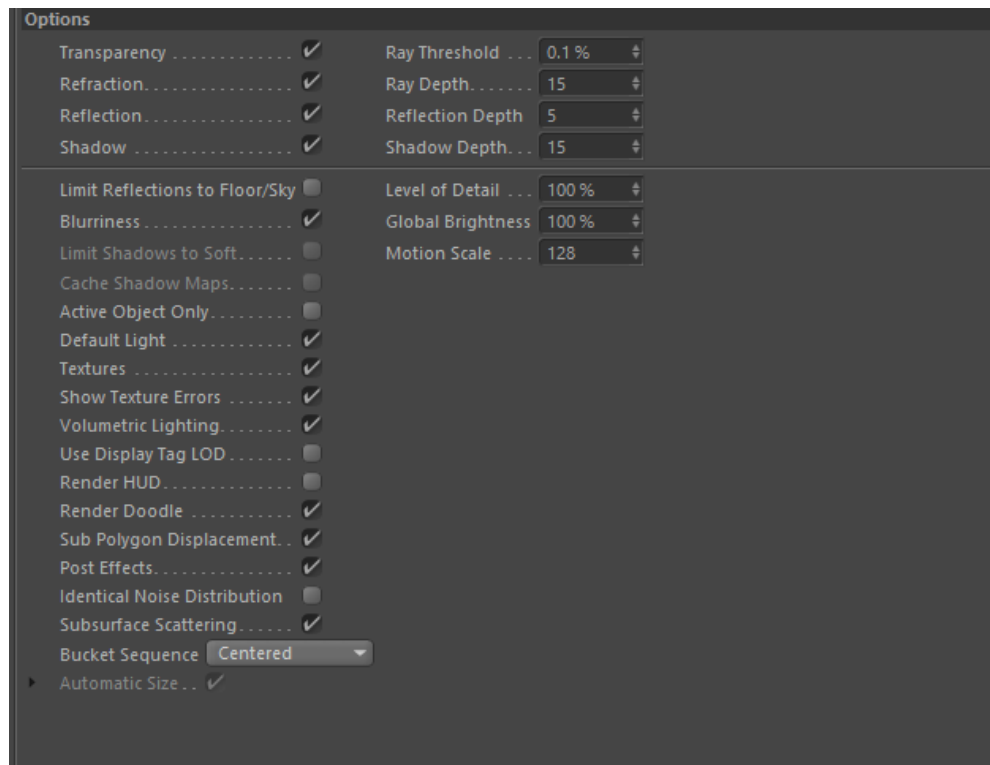 Options
Transparency ............. Ray Threshold ... 0.1 %
Refraction................ Ray Depth....... 15
Reflection................ Reflection Depth 5
Shadow ................. Shadow Depth... 15
Limit Reflections to Floor/Sky Level of Detail ... 100 %
Blurriness................ Global Brightness 100 %
Limit Shadows to Soft...... Motion Scale .... 128
Cache Shadow Maps.......
Active Object Only.........
Default Light .............
Textures .................
Show Texture Errors .......
Volumetric Lighting........
Use Display Tag LOD.......
Render HUD..............
Render Doodle ...........
Sub Polygon Displacement. .
Post Effects...............
Identical Noise Distribution
Subsurface Scattering......
Bucket Sequence Centered
Automatic Size . .